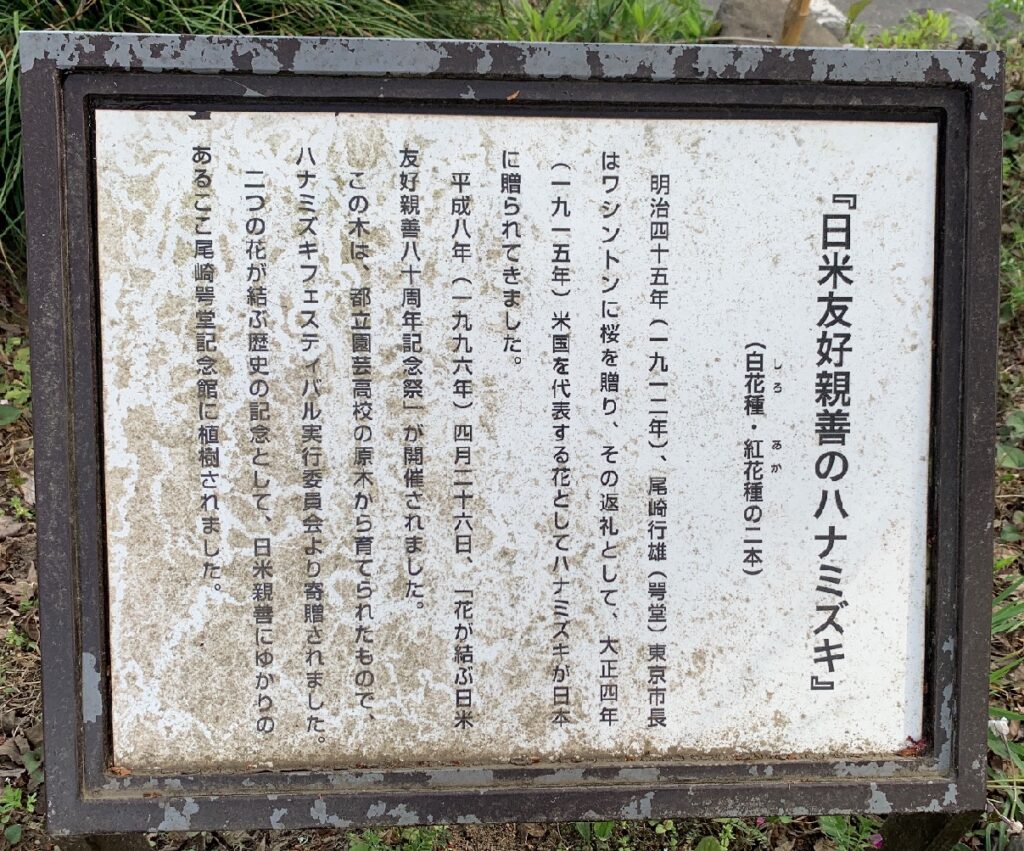 『日米友好親善のハナミズキ』
（白花種・紅花種の二本）
しろ あか
明治四十五年（一九一二年）、尾崎行雄（咢堂）東京市長
はワシントンに桜を贈り、その返礼として、大正四年
（一九一五年）米国を代表する花としてハナミズキが日本
に贈られてきました。
平成八年（一九九六年）四月二十六日、「花が結ぶ日米
友好親善八十周年記念祭」が開催されました。
この木は、都立園芸高校の原木から育てられたもので、
ハナミズキフェスティバル実行委員会より寄贈されました。
二つの花が結ぶ歴史の記念として、日米親善にゆかりの
あるここ尾崎咢堂記念館に植樹されました。